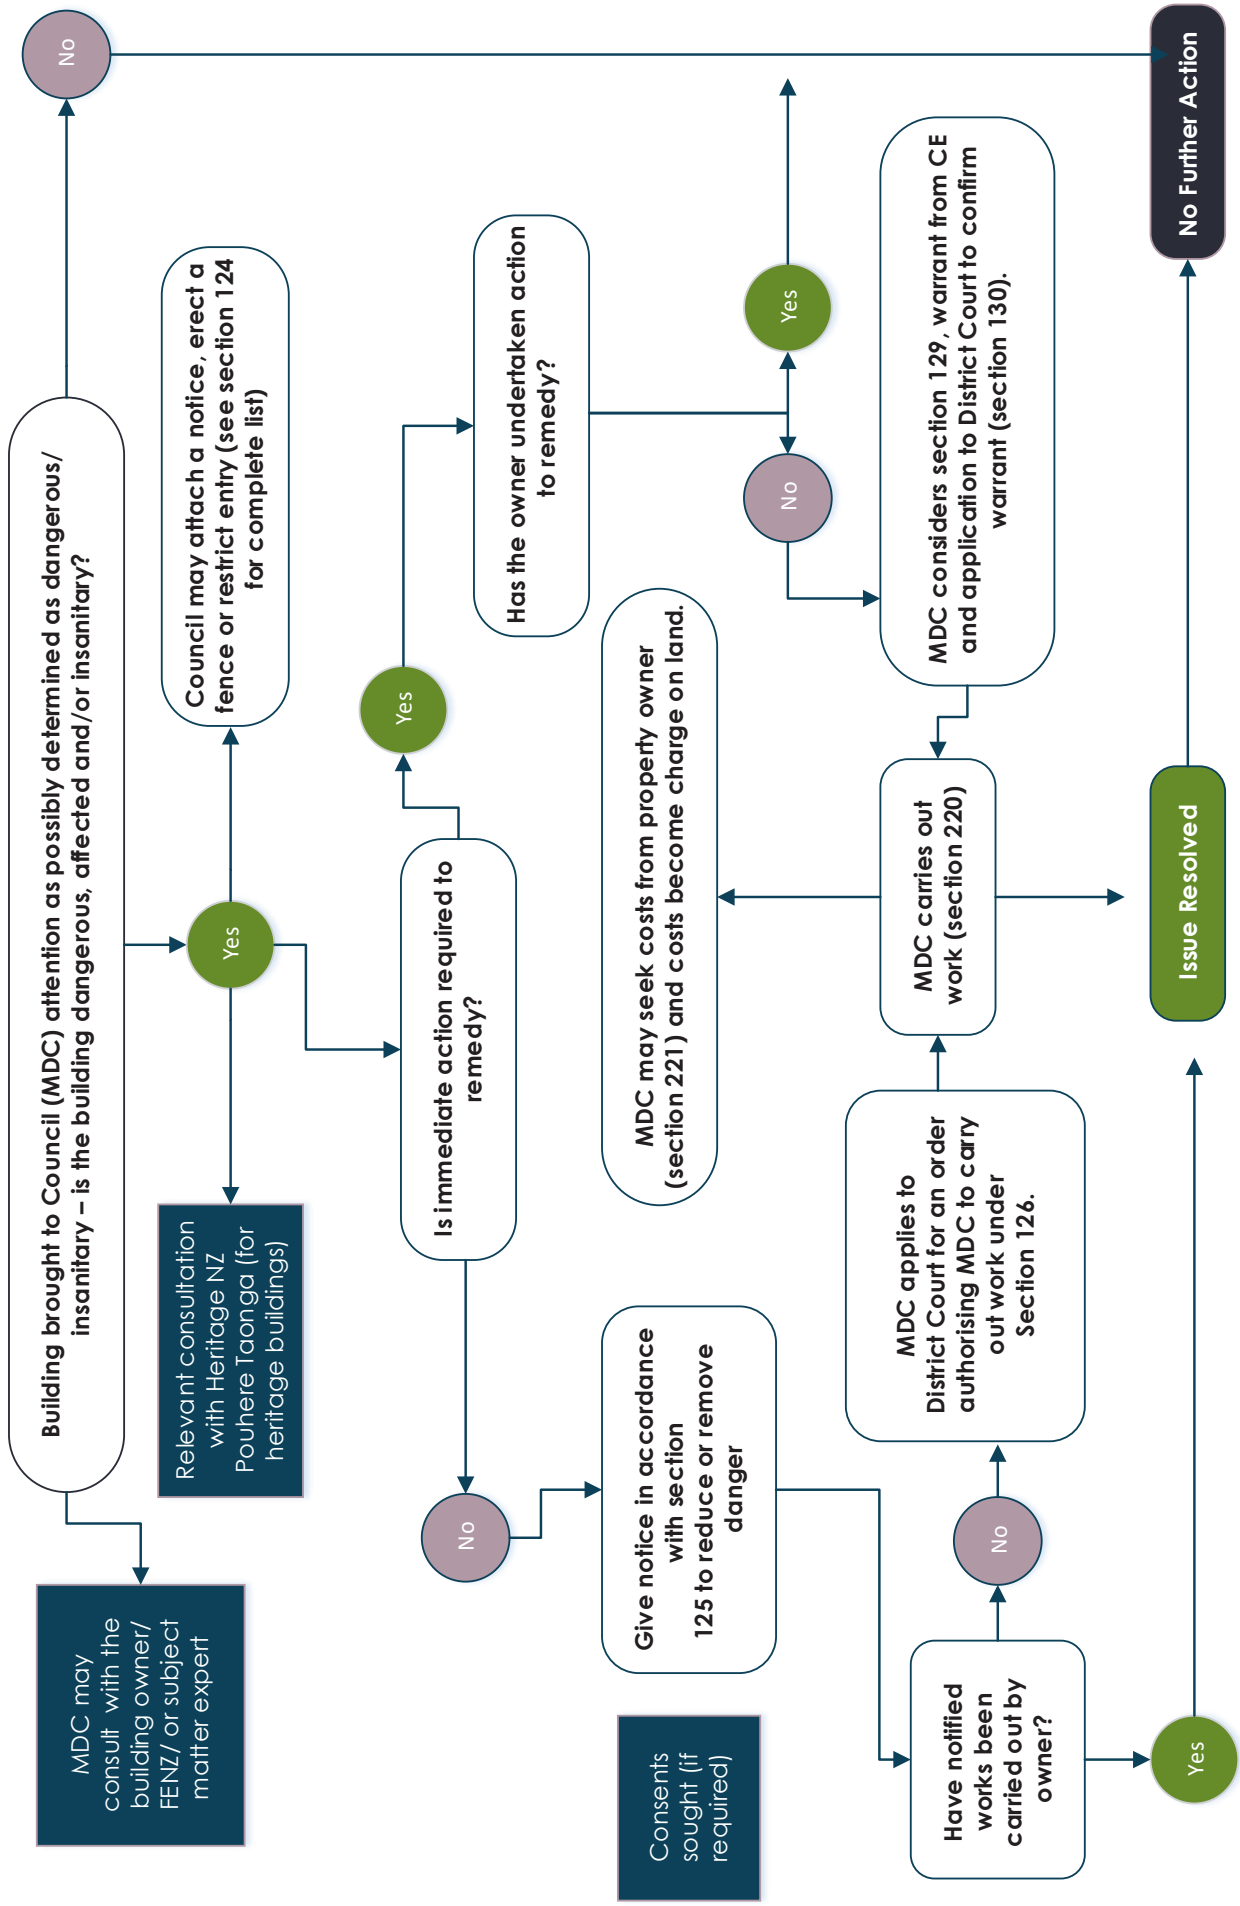 Building brought to Council (MDC) attention as possibly determined as dangerous/
insanitary – is the building dangerous, affected and/or insanitary?
No
MDC may
consult with the
building owner/
FENZ/ or subject
matter expert
Relevant consultation
with Heritage NZ
Pouhere Taonga (for
heritage buildings)
Yes
Council may attach a notice, erect a
fence or restrict entry (see section 124
for complete list)
Is immediate action required to
remedy?
Yes
No
Has the owner undertaken action
to remedy?
Consents
sought (if
required)
Give notice in accordance
with section
125 to reduce or remove
danger
MDC may seek costs from property owner
(section 221) and costs become charge on land.
No
Yes
Have notified
works been
carried out by
owner?
No
MDC applies to
District Court for an order
authorising MDC to carry
out work under
Section 126.
MDC carries out
work (section 220)
MDC considers section 129, warrant from CE
and application to District Court to confirm
warrant (section 130).
Yes
Issue Resolved
No Further Action